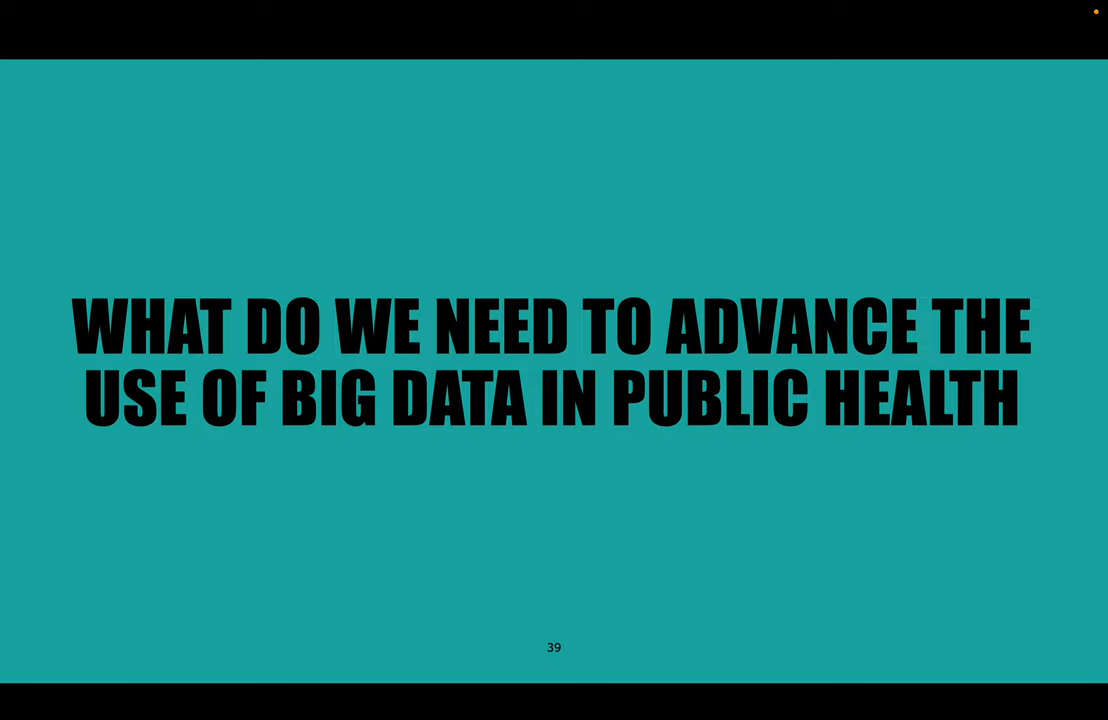 WHAT DO WE NEED TO ADVANCE THE
USE OF BIG DATA IN PUBLIC HEALTH
39